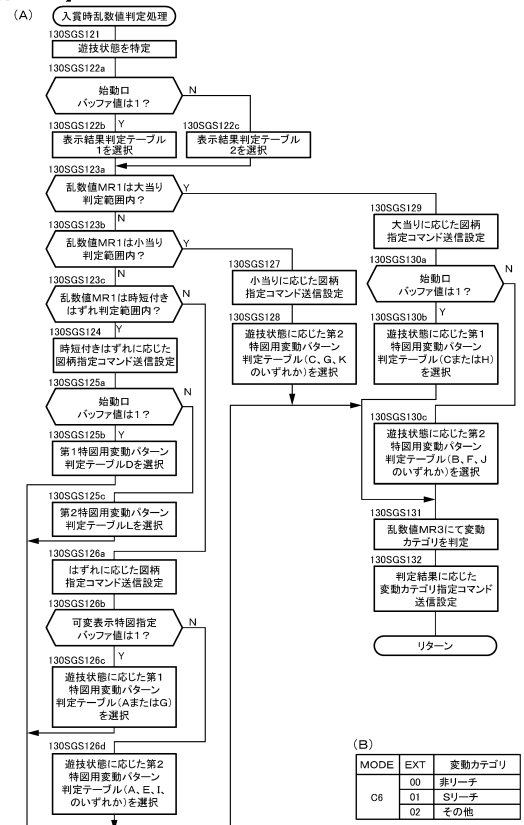 (A)
入賞時乱数値判定処理
130SGS121
遊技状態を特定
130SGS122a
始動口
バッファ値は1?
N
Y
130SGS122b
表示結果判定テーブル
1を選択
130SGS122c
表示結果判定テーブル
2を選択
130SGS123a
乱数値MR1は大当り
判定範囲内?
Y
N
130SGS123b
乱数値MR1は小当り
判定範囲内?
Y
N
130SGS123c
乱数値MR1は時短付き
はずれ判定範囲内?
N
Y
130SGS124
時短付きはずれに応じた
図柄指定コマンド送信設定
130SGS125a
始動口
バッファ値は1?
N
Y
130SGS125b
第1特図用変動パターン
判定テーブルDを選択
130SGS125c
第2特図用変動パターン
判定テーブルLを選択
130SGS126a
はずれに応じた図柄
指定コマンド送信設定
130SGS126b
可変表示特図指定
バッファ値は1?
N
Y
130SGS126c
遊技状態に応じた第1
特図用変動パターン
判定テーブル(AまたはG)
を選択
130SGS126d
遊技状態に応じた第2
特図用変動パターン
判定テーブル(A、E、I、
のいずれか)を選択
130SGS127
小当りに応じた図柄
指定コマンド送信設定
130SGS128
遊技状態に応じた第2
特図用変動パターン
判定テーブル(C、G、K
のいずれか)を選択
130SGS129
大当りに応じた図柄
指定コマンド送信設定
130SGS130a
始動口
バッファ値は1?
N
Y
130SGS130b
遊技状態に応じた第1
特図用変動パターン
判定テーブル(CまたはH)
を選択
130SGS130c
遊技状態に応じた第2
特図用変動パターン
判定テーブル(B、F、J
のいずれか)を選択
130SGS131
乱数値MR3にて変動
カテゴリを判定
130SGS132
判定結果に応じた
変動カテゴリ指定コマンド
送信設定
リターン
(B)
MODE EXT 変動カテゴリ
C6 00 非リーチ
01 Sリーチ
02 その他